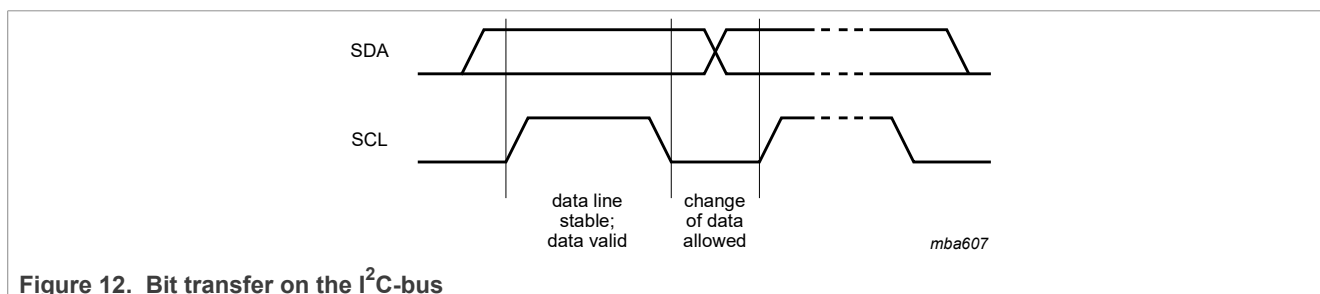 SDA
SCL
data line
stable;
data valid
change
of data
allowed
mba607
Figure 12. Bit transfer on the I²C-bus